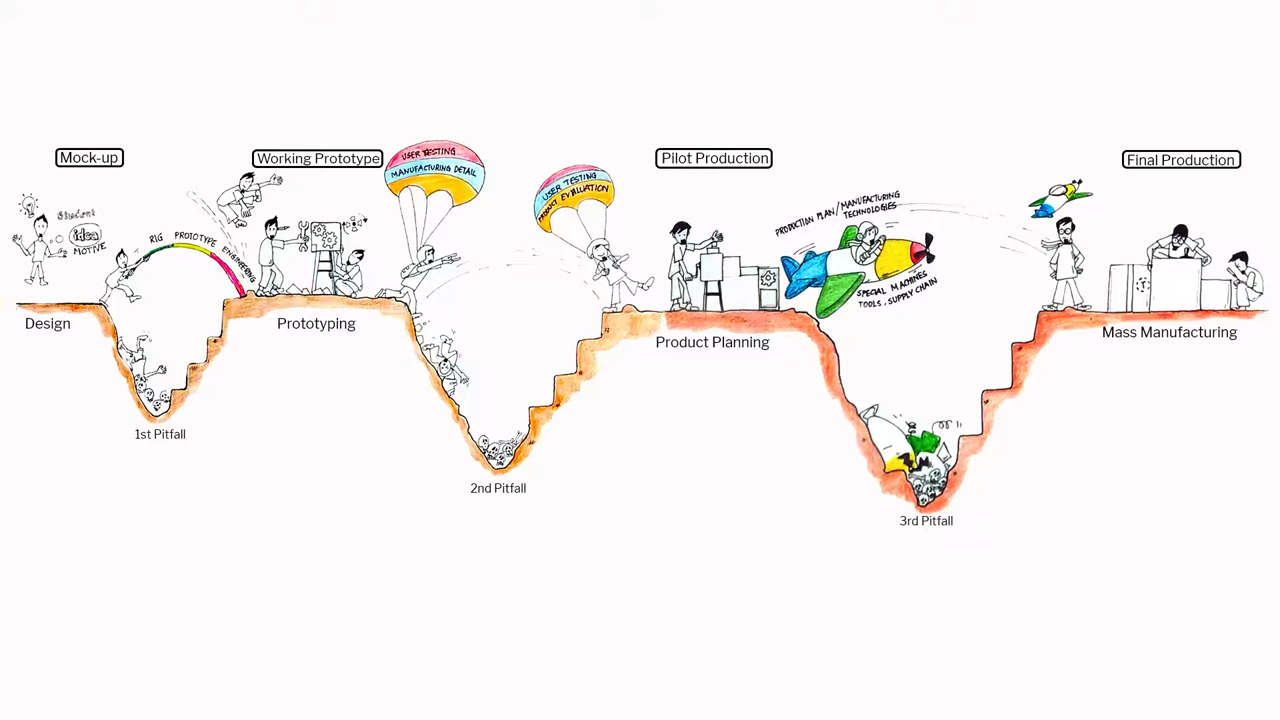 Mock-up
Working Prototype
Pilot Production
Final Production
idea
MOTIVE
RIG PROTOTYPE ENGINEERING
USER TESTING
MANUFACTURING DETAIL
USER TESTING
PRODUCT EVALUATION
PRODUCTION PLAN/MANUFACTURING
TECHNOLOGIES
SPECIAL MACHINES
TOOLS, SUPPLY CHAIN
Design
Prototyping
Product Planning
Mass Manufacturing
1st Pitfall
2nd Pitfall
3rd Pitfall